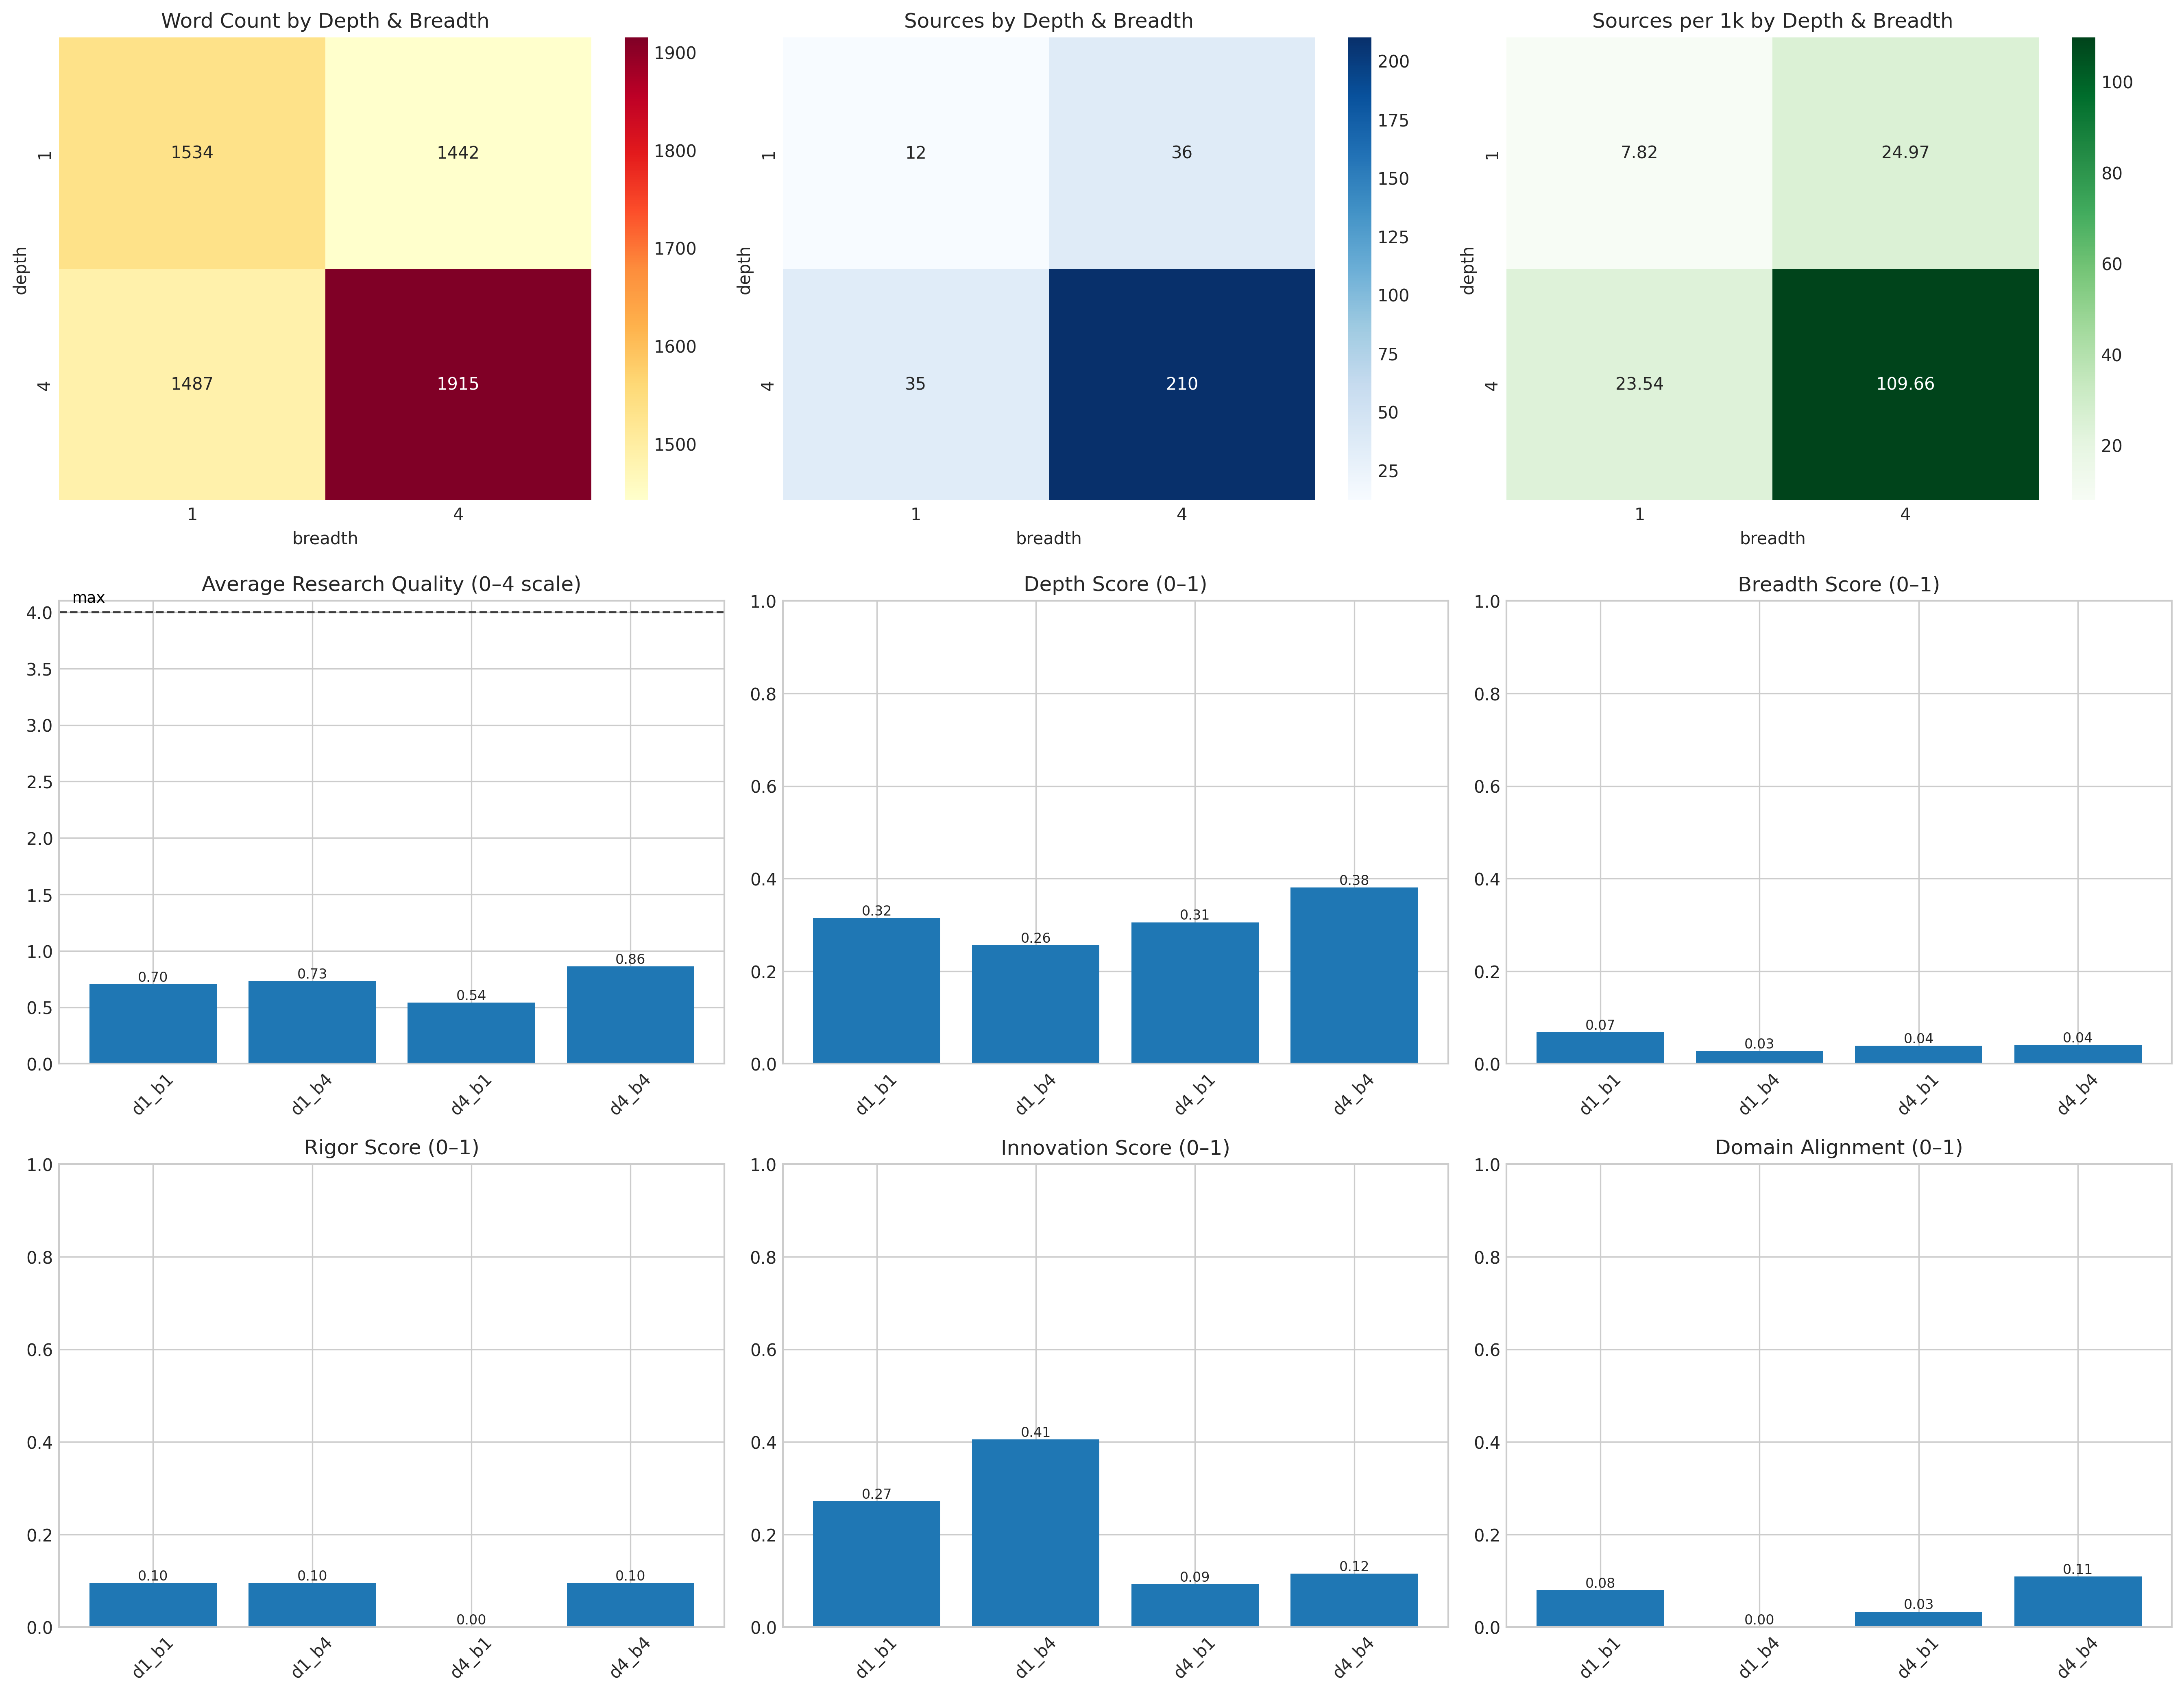 Word Count by Depth & Breadth
1534
1442
1487
1915
1
4
depth
1
4
breadth
1900
1800
1700
1600
1500
Sources by Depth & Breadth
12
36
35
210
1
4
depth
1
4
breadth
200
175
150
125
100
75
50
25
Sources per 1k by Depth & Breadth
7.82
24.97
23.54
109.66
1
4
depth
1
4
breadth
100
80
60
40
20
Average Research Quality (0–4 scale)
max
4.0
3.5
3.0
2.5
2.0
1.5
1.0
0.5
0.0
0.70
0.73
0.54
0.86
d1_b1
d1_b4
d4_b1
d4_b4
Depth Score (0–1)
1.0
0.8
0.6
0.4
0.2
0.0
0.32
0.26
0.31
0.38
d1_b1
d1_b4
d4_b1
d4_b4
Breadth Score (0–1)
1.0
0.8
0.6
0.4
0.2
0.0
0.07
0.03
0.04
0.04
d1_b1
d1_b4
d4_b1
d4_b4
Rigor Score (0–1)
1.0
0.8
0.6
0.4
0.2
0.0
0.10
0.10
0.00
0.10
d1_b1
d1_b4
d4_b1
d4_b4
Innovation Score (0–1)
1.0
0.8
0.6
0.4
0.2
0.0
0.27
0.41
0.09
0.12
d1_b1
d1_b4
d4_b1
d4_b4
Domain Alignment (0–1)
1.0
0.8
0.6
0.4
0.2
0.0
0.08
0.00
0.03
0.11
d1_b1
d1_b4
d4_b1
d4_b4